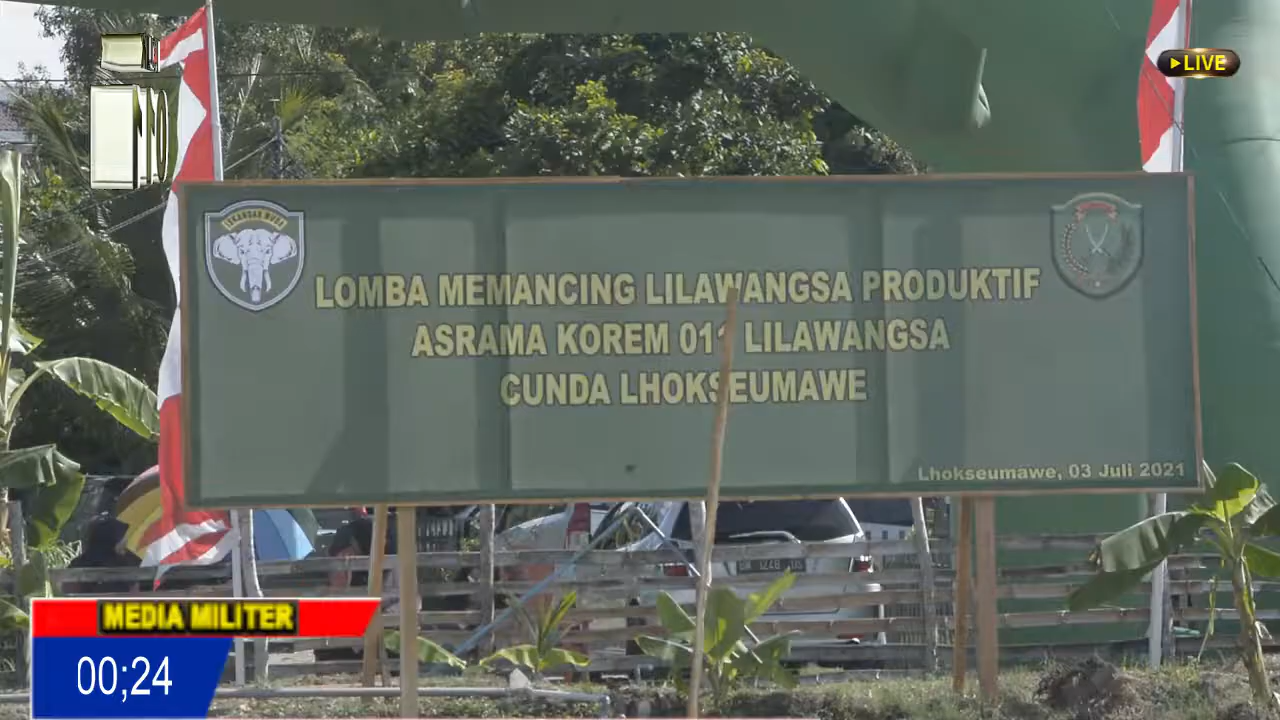 LIVE
ISKANDAR MUDA
LOMBA MEMANCING LILAWANGSA PRODUKTIF
ASRAMA KOREM 011 LILAWANGSA
CUNDA LHOKSEUMAWE
Lhokseumawe, 03 Juli 2021
MEDIA MILITER
00;24